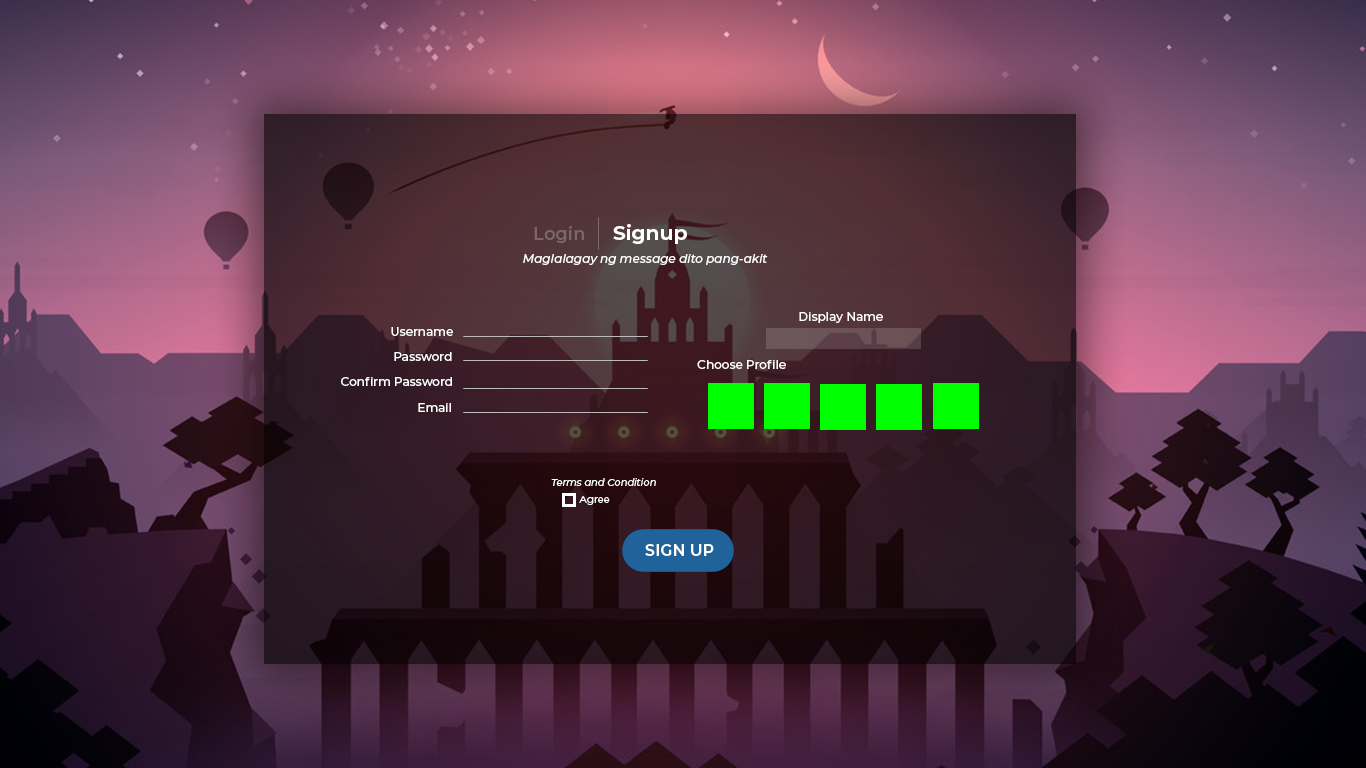 Login
Signup
Maglalagay ng message dito pang-akit
Username
Password
Confirm Password
Email
Display Name
Choose Profile
Terms and Condition
Agree
SIGN UP